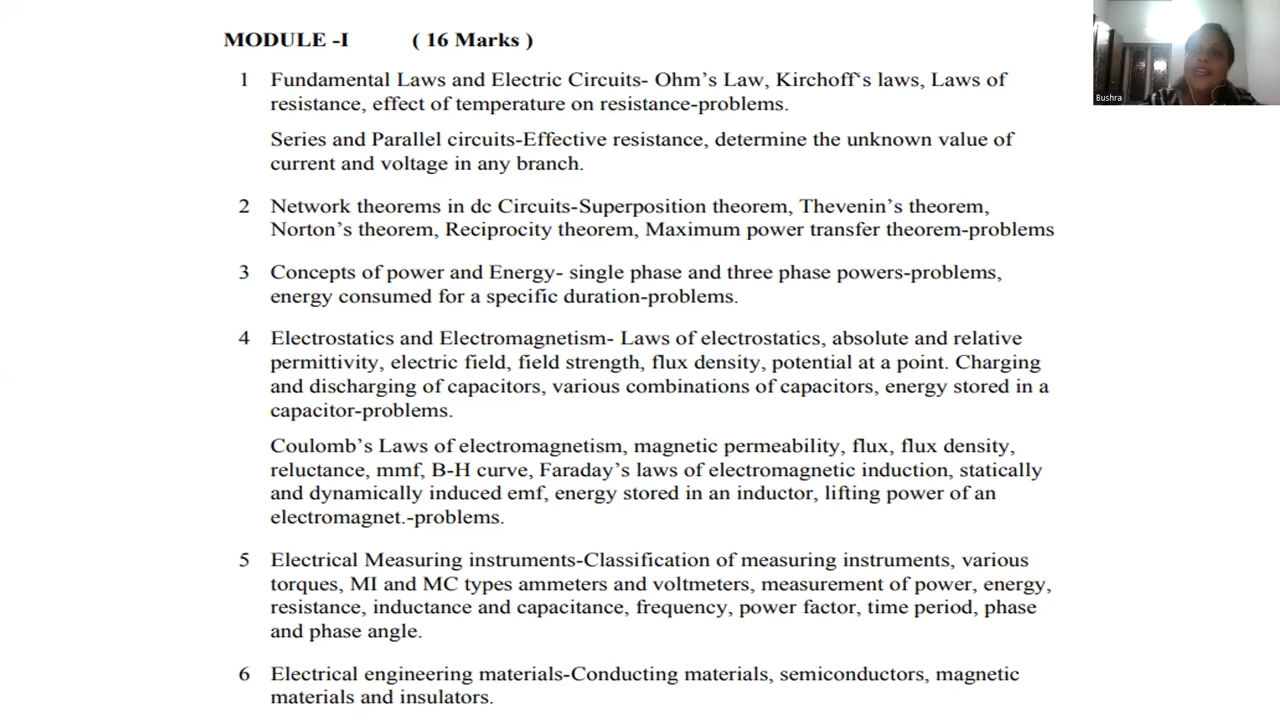 MODULE -I ( 16 Marks )
1 Fundamental Laws and Electric Circuits- Ohm's Law, Kirchoff's laws, Laws of
resistance, effect of temperature on resistance-problems.
Series and Parallel circuits-Effective resistance, determine the unknown value of
current and voltage in any branch.
2 Network theorems in dc Circuits-Superposition theorem, Thevenin's theorem,
Norton's theorem, Reciprocity theorem, Maximum power transfer theorem-problems
3 Concepts of power and Energy- single phase and three phase powers-problems,
energy consumed for a specific duration-problems.
4 Electrostatics and Electromagnetism- Laws of electrostatics, absolute and relative
permittivity, electric field, field strength, flux density, potential at a point. Charging
and discharging of capacitors, various combinations of capacitors, energy stored in a
capacitor-problems.
Coulomb's Laws of electromagnetism, magnetic permeability, flux, flux density,
reluctance, mmf, B-H curve, Faraday's laws of electromagnetic induction, statically
and dynamically induced emf, energy stored in an inductor, lifting power of an
electromagnet.-problems.
5 Electrical Measuring instruments-Classification of measuring instruments, various
torques, MI and MC types ammeters and voltmeters, measurement of power, energy,
resistance, inductance and capacitance, frequency, power factor, time period, phase
and phase angle.
6 Electrical engineering materials-Conducting materials, semiconductors, magnetic
materials and insulators.
Bushra